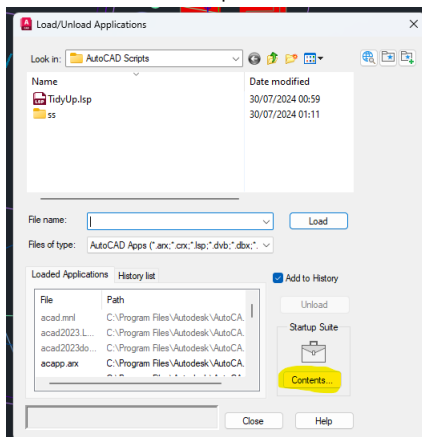 Load/Unload Applications
Look in: AutoCAD Scripts
Name Date modified
TidyUp.lsp 30/07/2024 00:59
ss 30/07/2024 01:11
File name: Load
Files of type: AutoCAD Apps (*.arx;*.crx;*.lsp;*.dvb;*.dbx;*.
Loaded Applications History list Add to History
File Path Unload
acad.mnl C:\Program Files\Autodesk\AutoCA.
acad2023.L... C:\Program Files\Autodesk\AutoCA.
Startup Suite
acad2023do... C:\Program Files\Autodesk\AutoCA.
acapp.arx C:\Program Files\Autodesk\AutoCA.
Contents...
Close Help